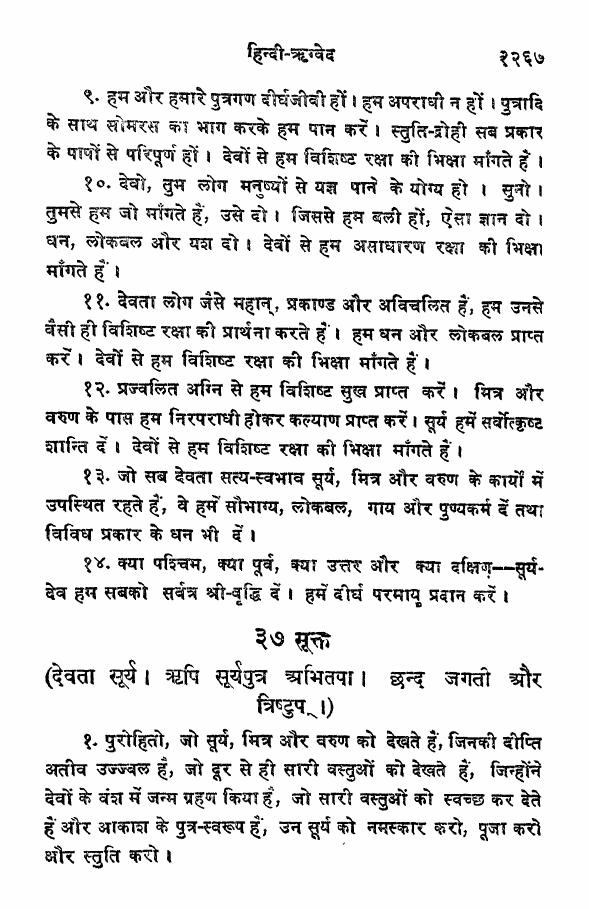 हिन्दी-ऋग्वेद १२६७
९. हम और हमारे पुत्रगण दीर्घजीवी हों। हम अपराधी न हों। पुत्रादि
के साथ सोमरस का भाग करके हम पान करें। स्तुति-द्रोही सब प्रकार
के पापों से परिपूर्ण हों। देवों से हम विशिष्ट रक्षा की भिक्षा माँगते हैं।
१०. देवो, तुम लोग मनुष्यों से यज्ञ पाने के योग्य हो। सुनो।
तुमसे हम जो माँगते हैं, उसे दो। जिससे हम बली हों, ऐसा ज्ञान दो।
धन, लोकबल और यश दो। देवों से हम असाधारण रक्षा की भिक्षा
माँगते हैं।
११. देवता लोग जैसे महान्, प्रकाण्ड और अविचलित हैं, हम उनसे
वैसी ही विशिष्ट रक्षा की प्रार्थना करते हैं। हम धन और लोकबल प्राप्त
करें। देवों से हम विशिष्ट रक्षा की भिक्षा माँगते हैं।
१२. प्रज्वलित अग्नि से हम विशिष्ट सुख प्राप्त करें। मित्र और
वरुण के पास हम निरपराधी होकर कल्याण प्राप्त करें। सूर्य हमें सर्वोत्कृष्ट
शान्ति दें। देवों से हम विशिष्ट रक्षा की भिक्षा माँगते हैं।
१३. जो सब देवता सत्य-स्वभाव सूर्य, मित्र और वरुण के कार्यों में
उपस्थित रहते हैं, वे हमें सौभाग्य, लोकबल, गाय और पुण्यकर्म दें तथा
विविध प्रकार के धन भी दें।
१४. क्या पश्चिम, क्या पूर्व, क्या उत्तर और क्या दक्षिण--सूर्य-
देव हम सबको सर्वत्र श्री-वृद्धि दें। हमें दीर्घ परमायु प्रदान करें।
३७ सूक्त
(देवता सूर्य। ऋषि सूर्यपुत्र अभितपा। छन्द जगती और
त्रिष्टुप्।)
१. पुरोहितो, जो सूर्य, मित्र और वरुण को देखते हैं, जिनकी दीप्ति
अतीव उज्ज्वल है, जो दूर से ही सारी वस्तुओं को देखते हैं, जिन्होंने
देवों के वंश में जन्म ग्रहण किया है, जो सारी वस्तुओं को स्वच्छ कर देते
हैं और आकाश के पुत्र-स्वरूप हैं, उन सूर्य को नमस्कार करो, पूजा करो
और स्तुति करो।